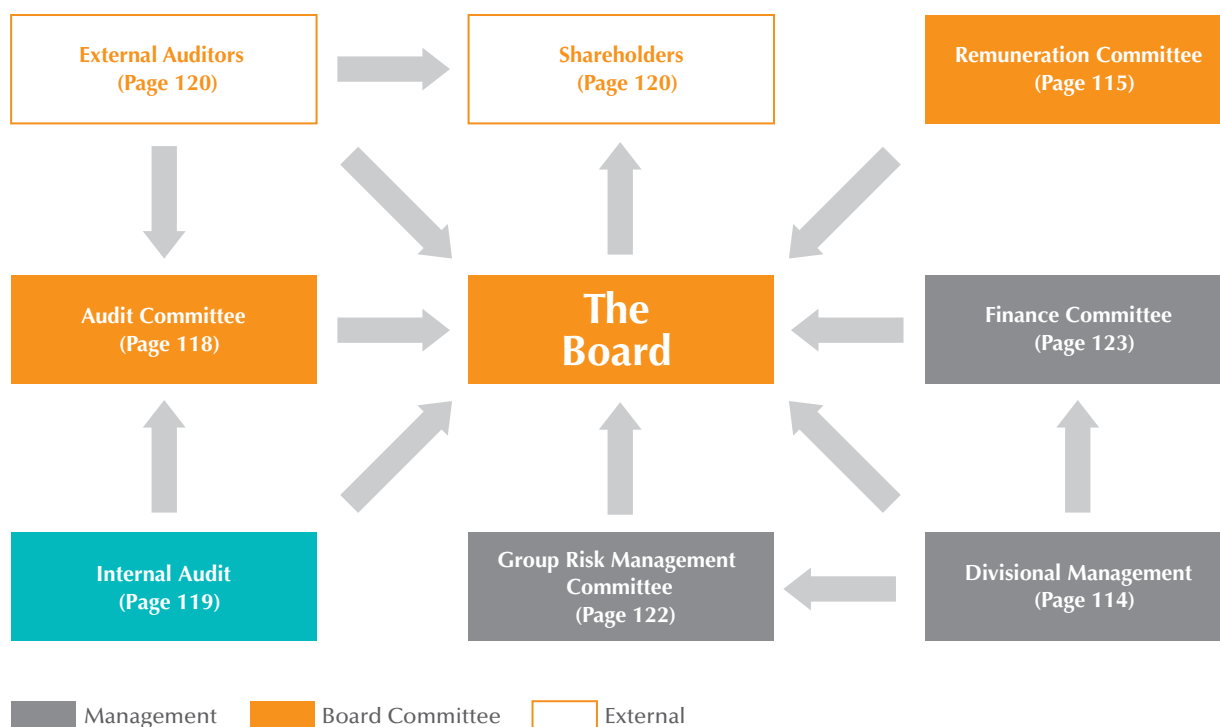 External Auditors
(Page 120)
Shareholders
(Page 120)
Remuneration Committee
(Page 115)
Audit Committee
(Page 118)
The
Board
Finance Committee
(Page 123)
Internal Audit
(Page 119)
Group Risk Management
Committee
(Page 122)
Divisional Management
(Page 114)
Management
Board Committee
External